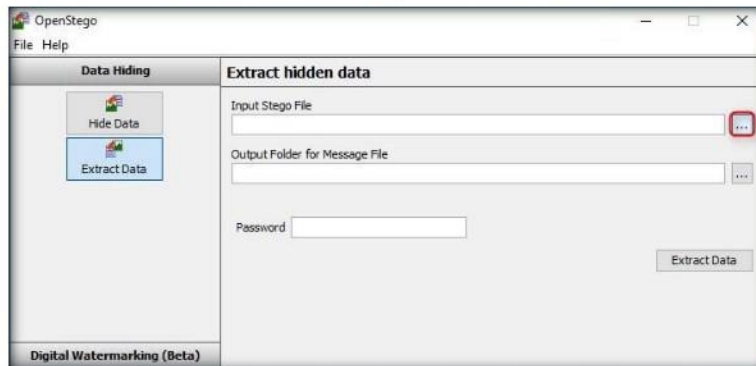 OpenStego
File Help
Data Hiding
Hide Data
Extract Data
Digital Watermarking (Beta)
Extract hidden data
Input Stego File
...
Output Folder for Message File
...
Password
Extract Data